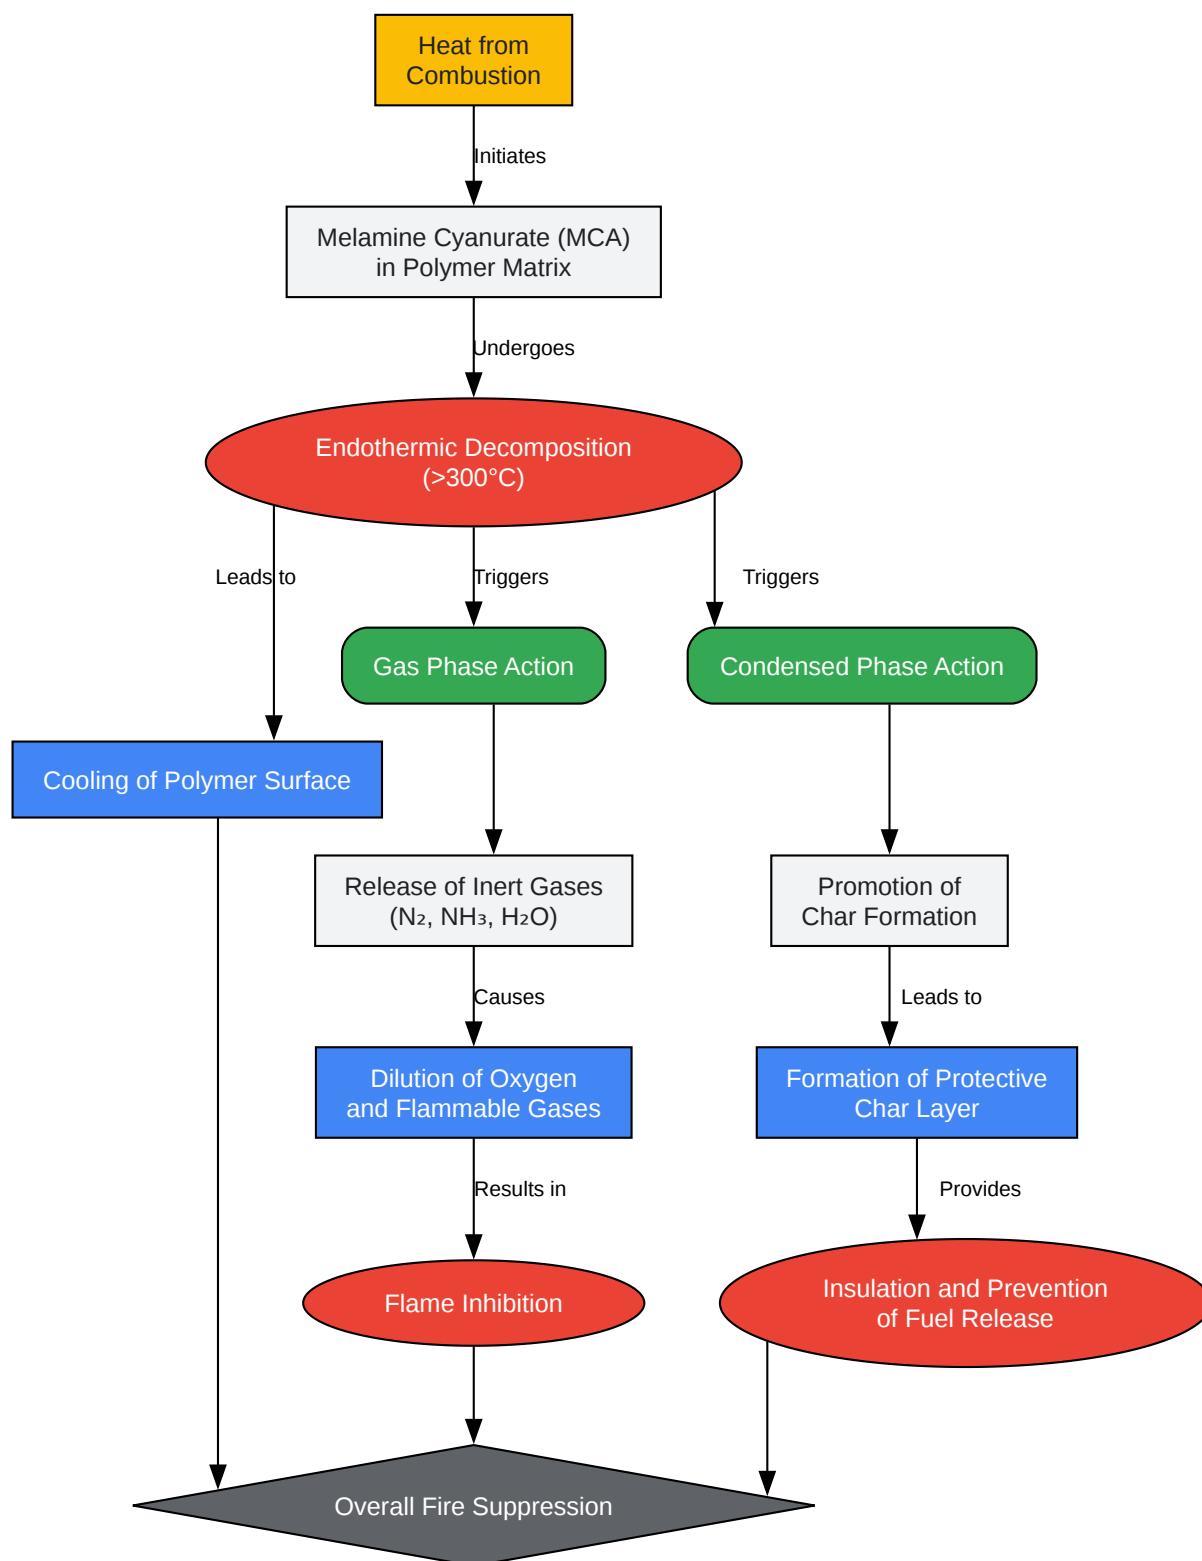 Heat from
Combustion
Initiates
Melamine Cyanurate (MCA)
in Polymer Matrix
Undergoes
Endothermic Decomposition
(>300°C)
Leads to
Triggers
Triggers
Gas Phase Action
Condensed Phase Action
Cooling of Polymer Surface
Release of Inert Gases
(N₂, NH₃, H₂O)
Promotion of
Char Formation
Causes
Leads to
Dilution of Oxygen
and Flammable Gases
Formation of Protective
Char Layer
Results in
Provides
Flame Inhibition
Insulation and Prevention
of Fuel Release
Overall Fire Suppression